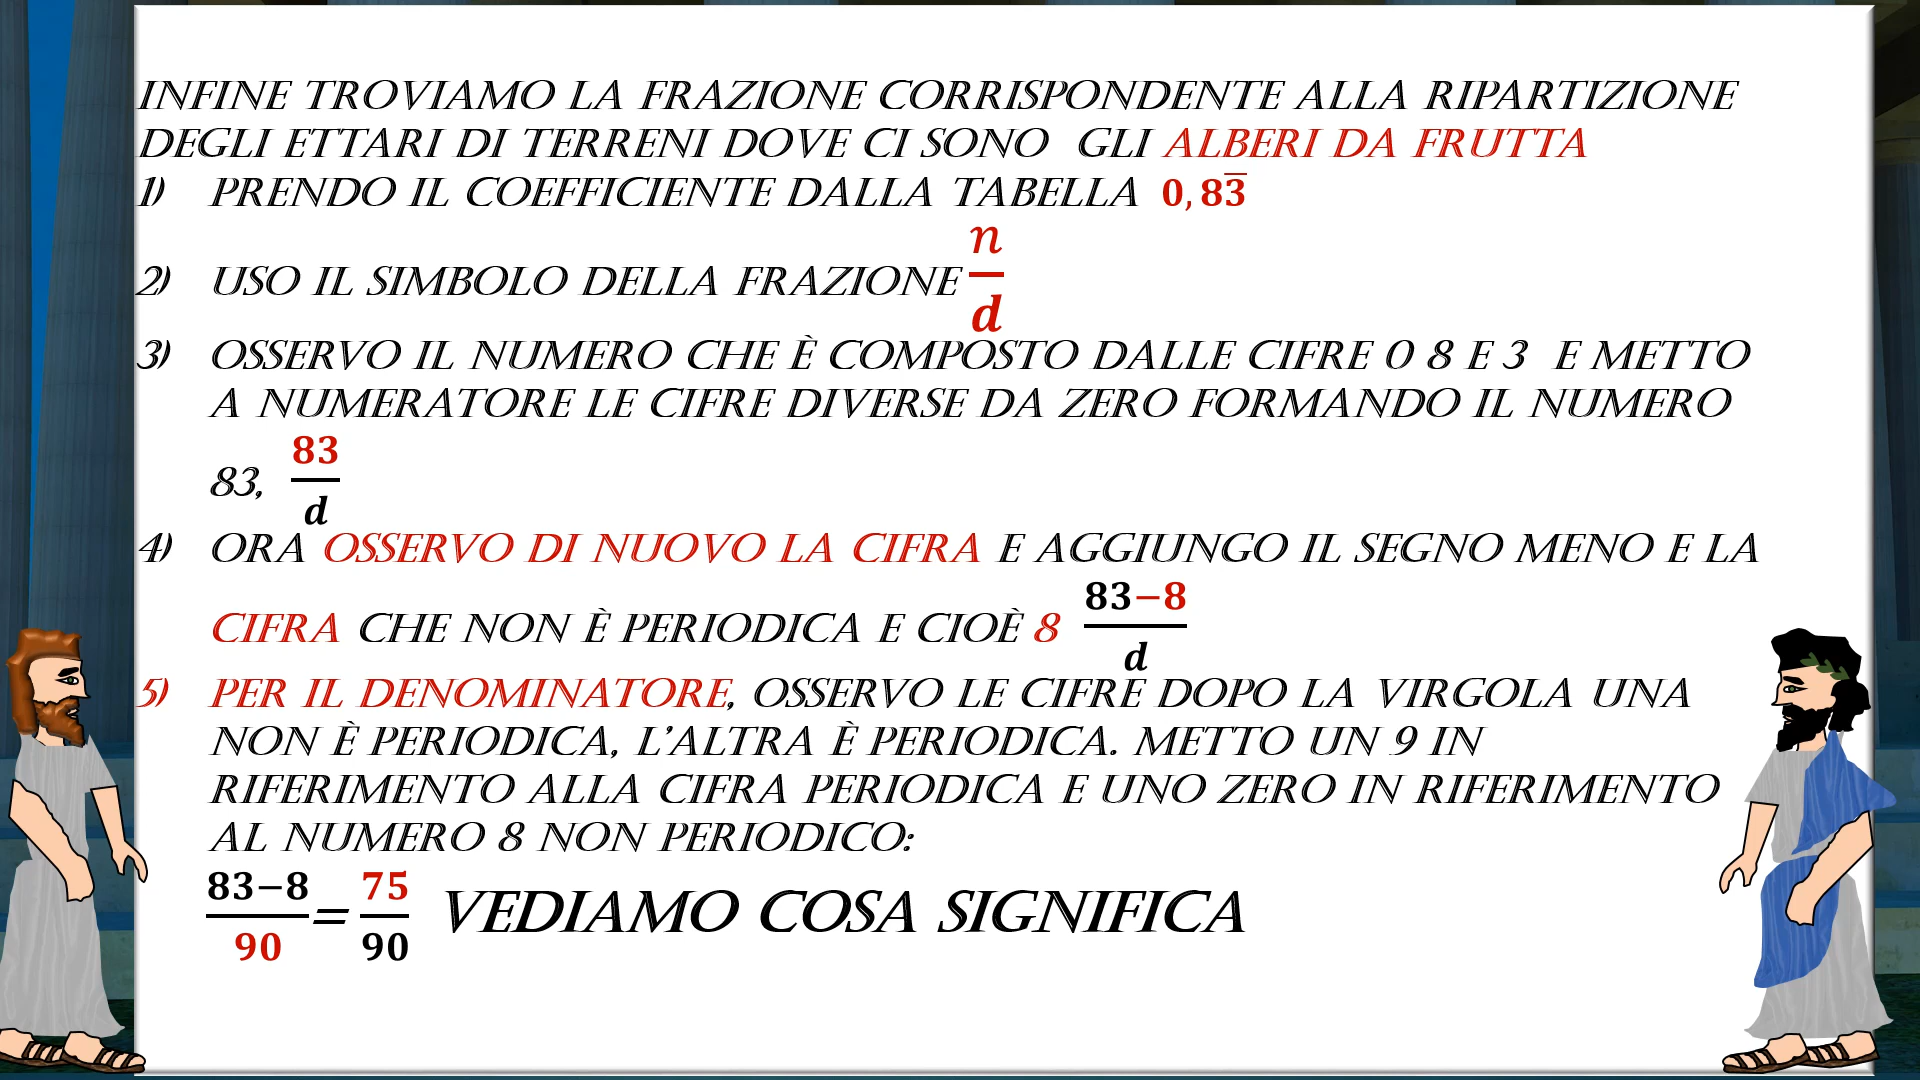 INFINE TROVIAMO LA FRAZIONE CORRISPONDENTE ALLA RIPARTIZIONE
DEGLI ETTARI DI TERRENI DOVE CI SONO GLI ALBERI DA FRUTTA
1) PRENDO IL COEFFICIENTE DALLA TABELLA 0,83̅
2) USO IL SIMBOLO DELLA FRAZIONE n/d
3) OSSERVO IL NUMERO CHE È COMPOSTO DALLE CIFRE 0 8 E 3 E METTO
A NUMERATORE LE CIFRE DIVERSE DA ZERO FORMANDO IL NUMERO
83, 83/d
4) ORA OSSERVO DI NUOVO LA CIFRA E AGGIUNGO IL SEGNO MENO E LA
CIFRA CHE NON È PERIODICA E CIOÈ 8 83−8/d
5) PER IL DENOMINATORE, OSSERVO LE CIFRE DOPO LA VIRGOLA UNA
NON È PERIODICA, L'ALTRA È PERIODICA. METTO UN 9 IN
RIFERIMENTO ALLA CIFRA PERIODICA E UNO ZERO IN RIFERIMENTO
AL NUMERO 8 NON PERIODICO:
83−8/90 = 75/90 VEDIAMO COSA SIGNIFICA